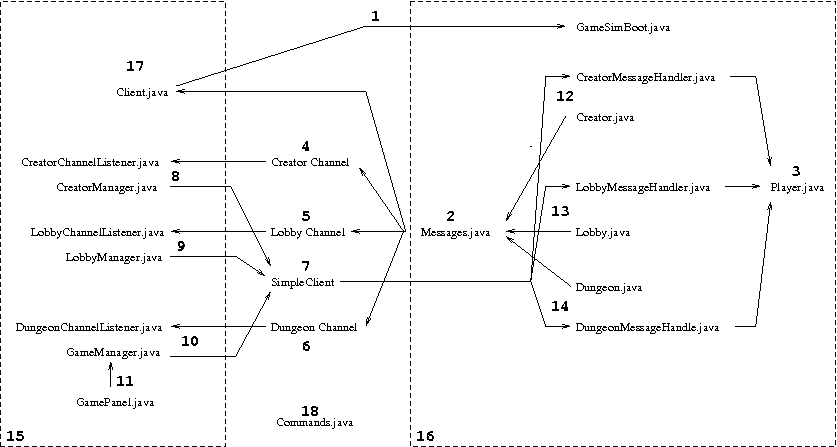 1
GameSimBoot.java
17
Client.java
CreatorMessageHandler.java
12
Creator.java
4
CreatorChannelListener.java
Creator Channel
8
CreatorManager.java
3
LobbyMessageHandler.java
Player.java
5
2
13
LobbyChannelListener.java
Lobby Channel
Messages.java
Lobby.java
9
LobbyManager.java
7
SimpleClient
Dungeon.java
14
DungeonChannelListener.java
Dungeon Channel
DungeonMessageHandle.java
10
6
GameManager.java
11
GamePanel.java
18
Commands.java
15
16